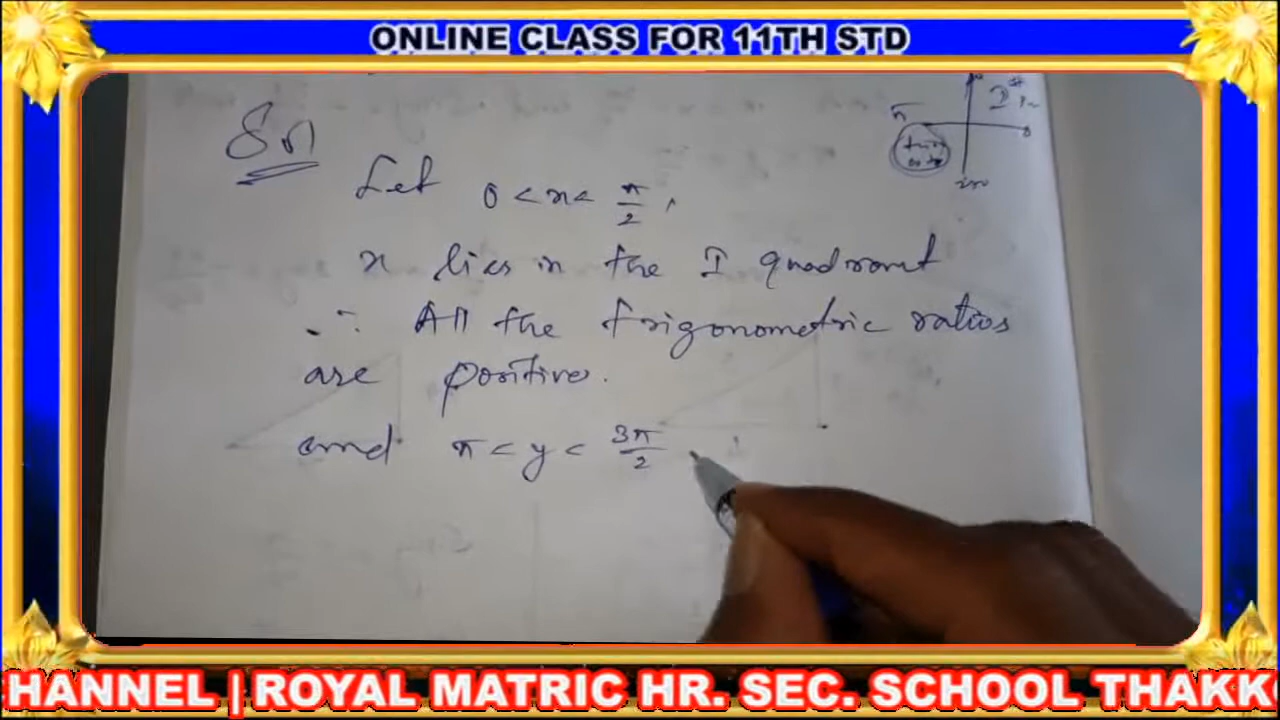 ONLINE CLASS FOR 11TH STD
Soln
Let 0 < x < π/2,
x lies in the I quadrant
∴ All the trigonometric ratios
are positive.
and π < y < 3π/2
HANNEL | ROYAL MATRIC HR. SEC. SCHOOL THAKK